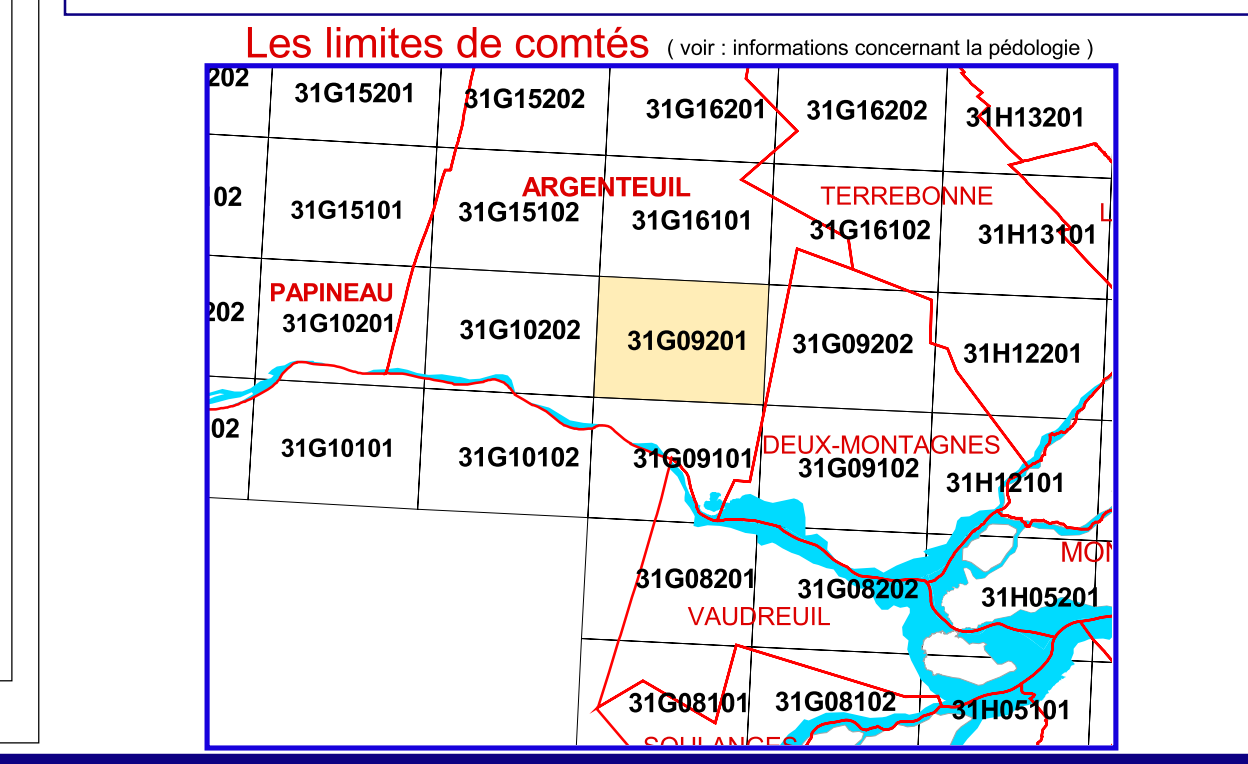 Les limites de comtés ( voir : informations concernant la pédologie )
202 31G15201 31G15202 31G16201 31G16202 31H13201
ARGENTEUIL TERREBONNE
02 31G15101 31G15102 31G16101 31G16102 31H13101 L
PAPINEAU
202 31G10201 31G10202 31G09201 31G09202 31H12201
DEUX-MONTAGNES
02 31G10101 31G10102 31G09101 31G09102 31H12101
MON
31G08201 31G08202 31H05201
VAUDREUIL
31G08101 31G08102 31H05101
SOULANGES